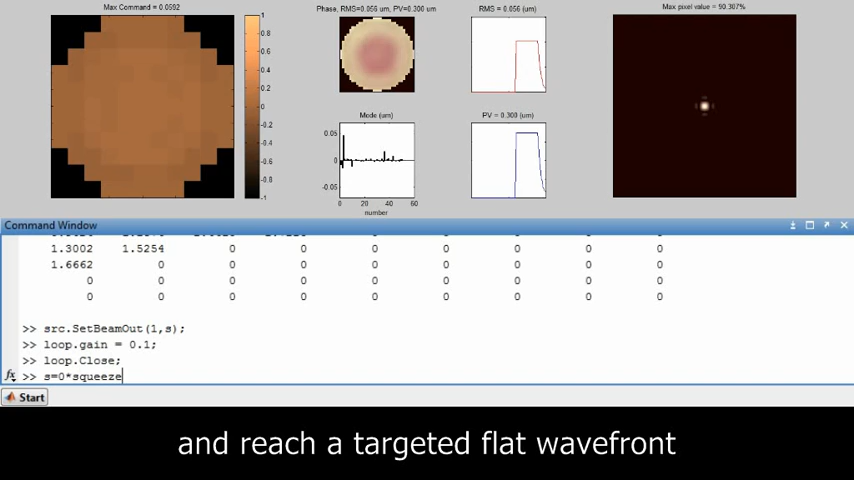 Max Command = 0.0592
1
0.8
0.6
0.4
0.2
0
-0.2
-0.4
-0.6
-0.8
-1
Phase, RMS=0.056 um, PV=0.300 um
Mode (um)
0.05
0
-0.05
0 20 40 60
number
RMS = 0.056 (um)
PV = 0.300 (um)
Max pixel value = 90.307%
Command Window
1.3002 1.5254 0 0 0 0 0 0 0
1.6662 0 0 0 0 0 0 0 0
0 0 0 0 0 0 0 0 0
0 0 0 0 0 0 0 0 0
>> src.SetBeamOut(1,s);
>> loop.gain = 0.1;
>> loop.Close;
fx >> s=0*squeeze
Start
and reach a targeted flat wavefront